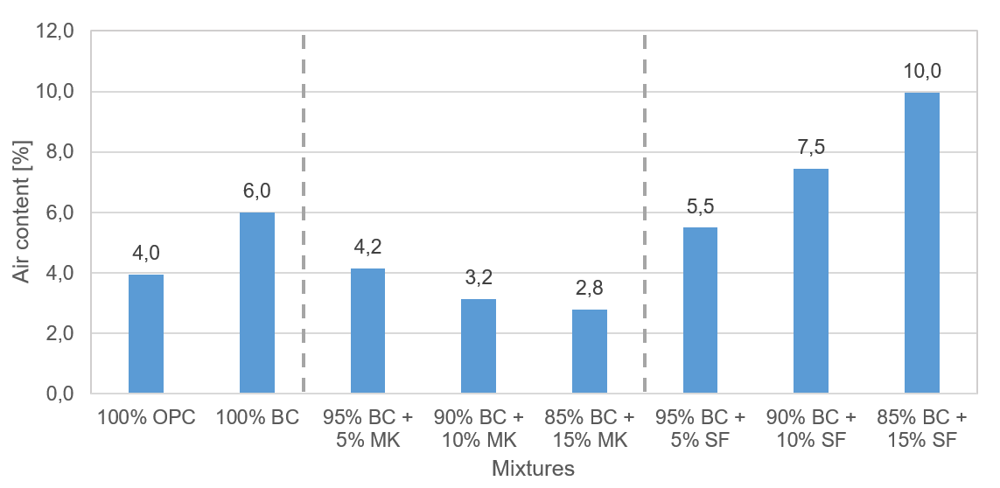 12,0
10,0
8,0
6,0
4,0
2,0
0,0
Air content [%]
4,0
6,0
4,2
3,2
2,8
5,5
7,5
10,0
100% OPC
100% BC
95% BC +
5% MK
90% BC +
10% MK
85% BC +
15% MK
95% BC +
5% SF
90% BC +
10% SF
85% BC +
15% SF
Mixtures